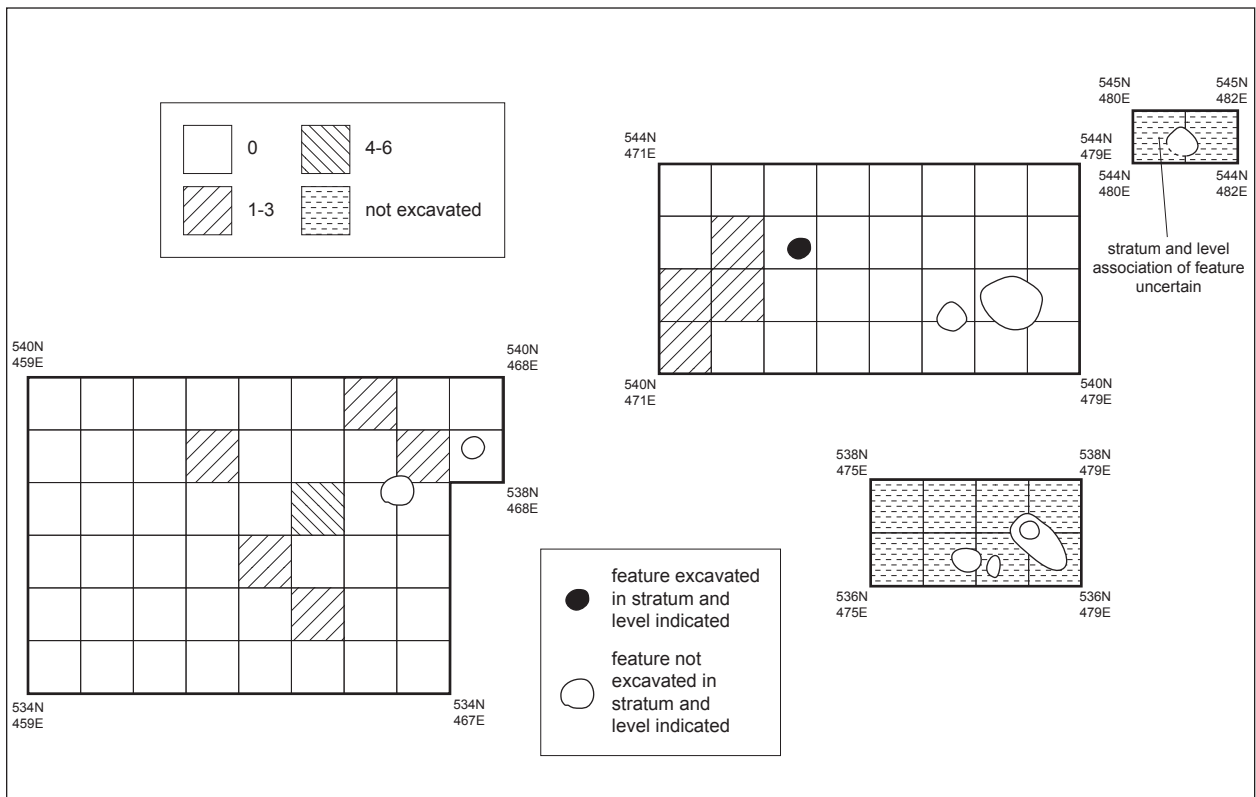 0
4-6
1-3
not excavated
545N
480E
545N
482E
544N
471E
544N
479E
544N
480E
544N
482E
stratum and level
association of feature
uncertain
540N
471E
540N
479E
540N
459E
540N
468E
538N
468E
534N
459E
534N
467E
538N
475E
538N
479E
536N
475E
536N
479E
feature excavated
in stratum and
level indicated
feature not
excavated in
stratum and
level indicated